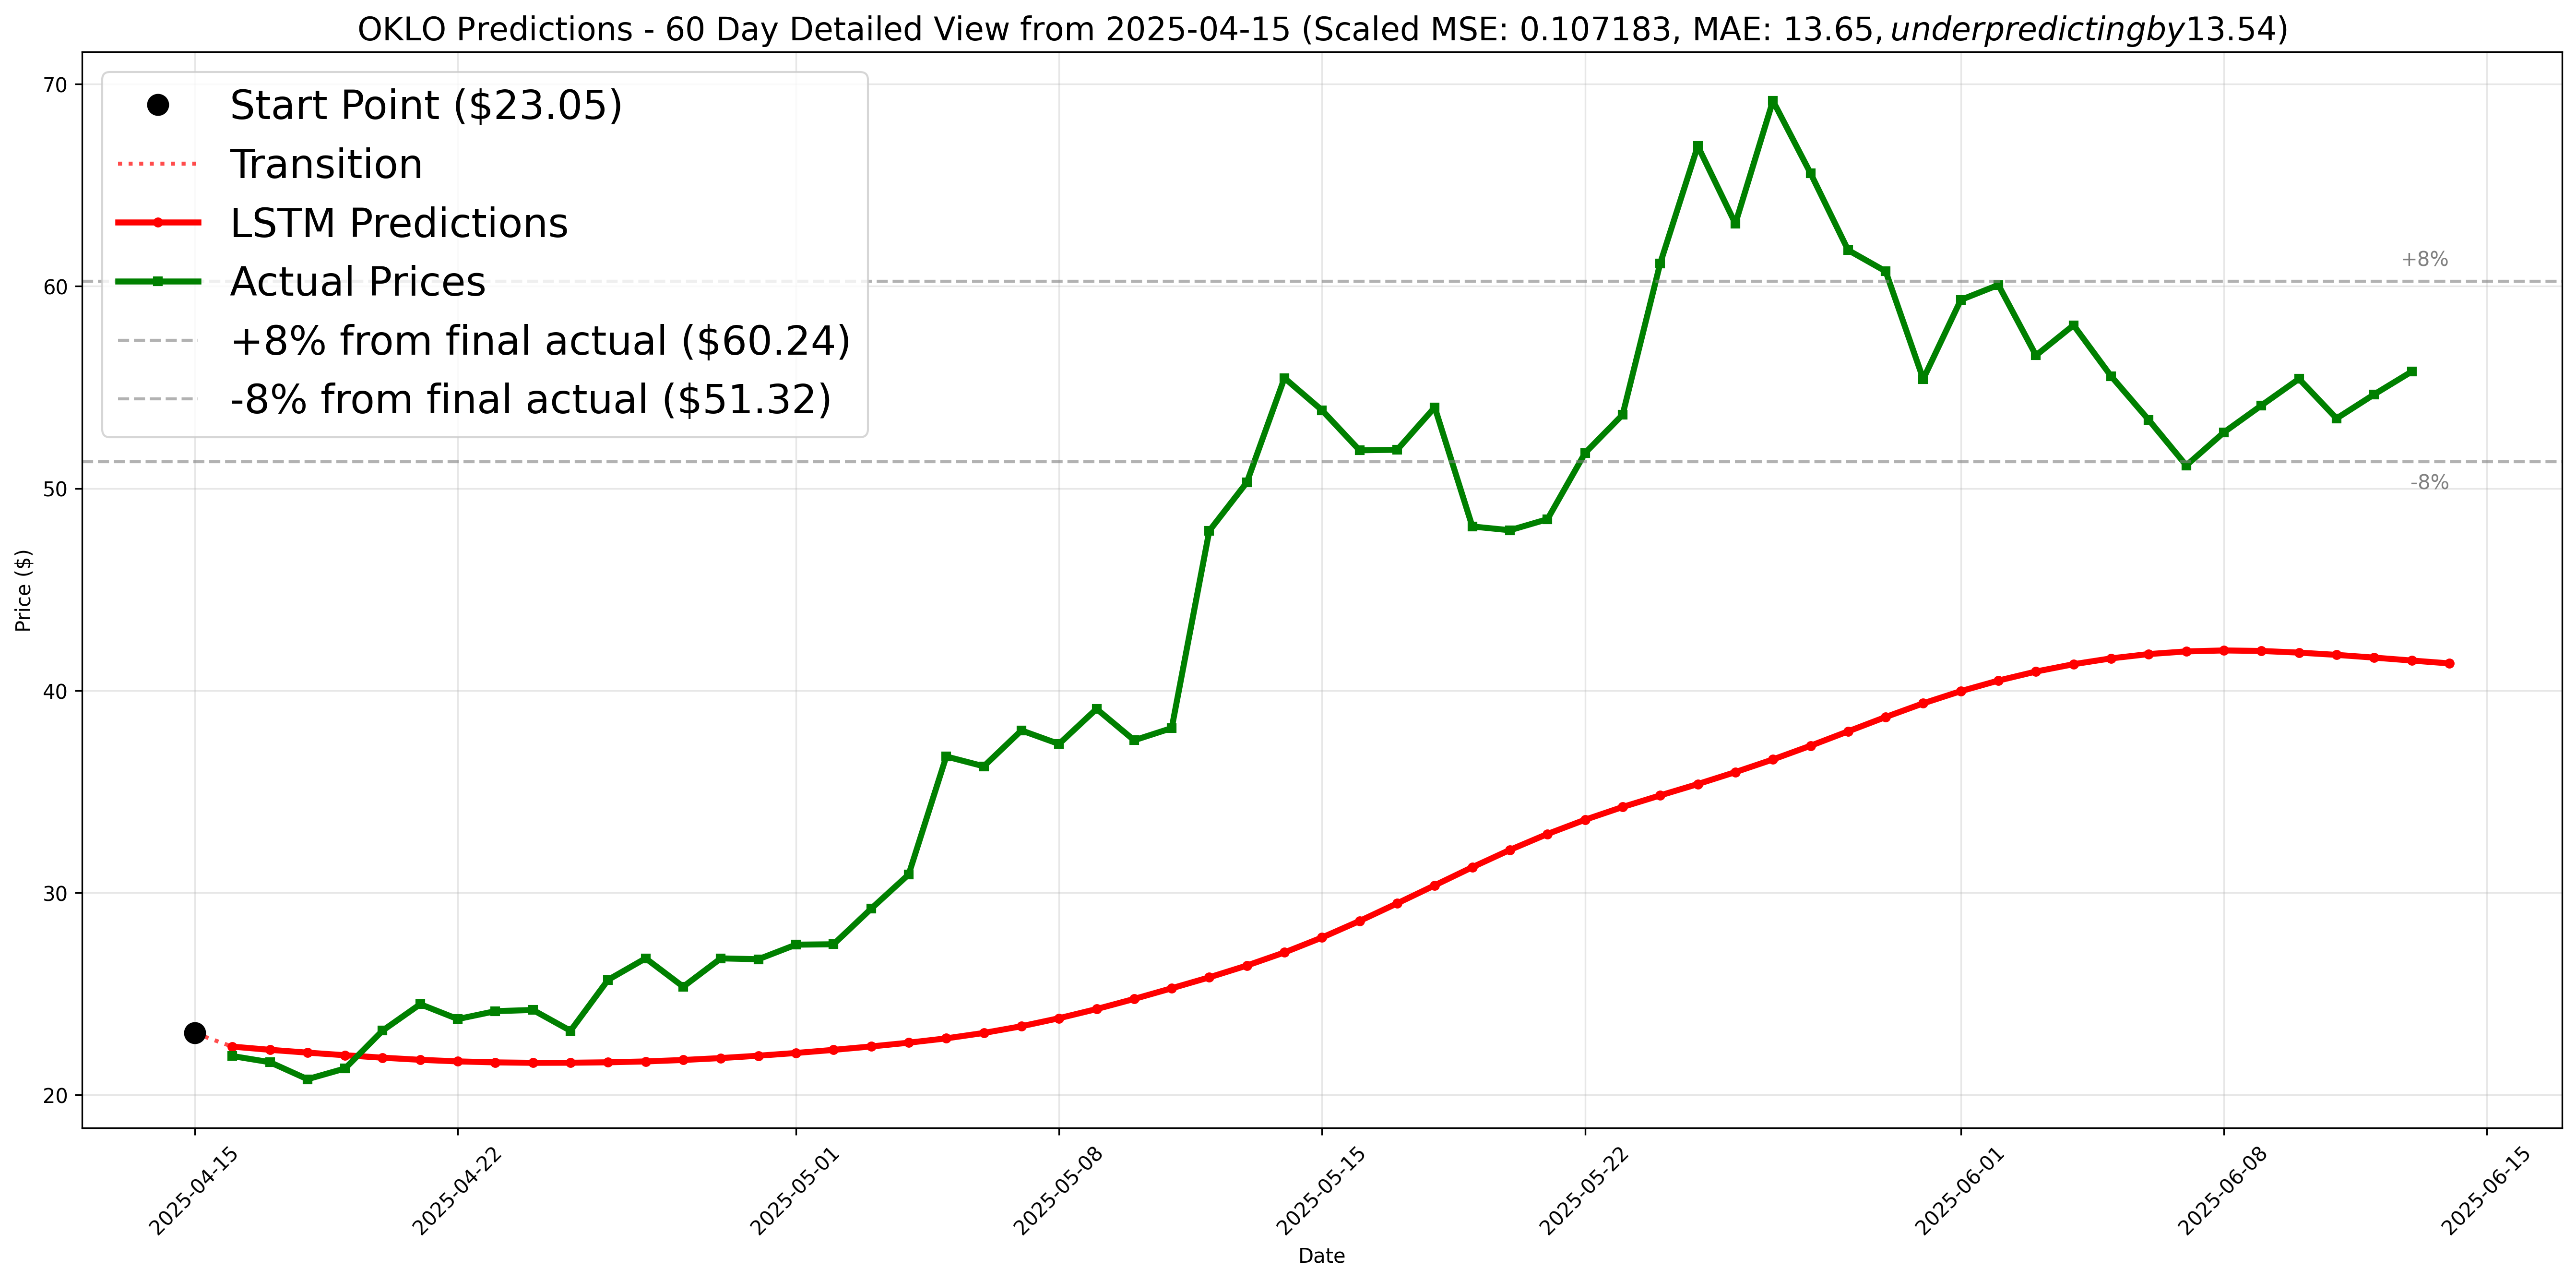 OKLO Predictions - 60 Day Detailed View from 2025-04-15 (Scaled MSE: 0.107183, MAE: 13.65, underpredictingby13.54)
Start Point ($23.05)
Transition
LSTM Predictions
Actual Prices
+8% from final actual ($60.24)
-8% from final actual ($51.32)
+8%
-8%
Price ($)
70
60
50
40
30
20
2025-04-15
2025-04-22
2025-05-01
2025-05-08
2025-05-15
2025-05-22
2025-06-01
2025-06-08
2025-06-15
Date